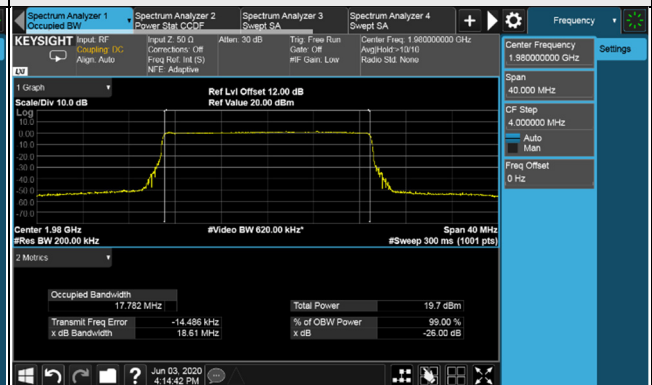 Spectrum Analyzer 1
Occupied BW
Spectrum Analyzer 2
Power Stat CCDF
Spectrum Analyzer 3
Swept SA
Spectrum Analyzer 4
Swept SA
+
Frequency
KEYSIGHT
Input: RF
Coupling: DC
Align: Auto
Input Z: 50 Ω
Corrections: Off
Freq Ref: Int (S)
NFE: Adaptive
Atten: 30 dB
Trig: Free Run
Gate: Off
#IF Gain: Low
Center Freq: 1.980000000 GHz
Avg|Hold:>10/10
Radio Std: None
LXI
Center Frequency
1.980000000 GHz
Settings
Span
40.000 MHz
CF Step
4.000000 MHz
Auto
Man
Freq Offset
0 Hz
1 Graph
Scale/Div 10.0 dB
Ref Lvl Offset 12.00 dB
Ref Value 20.00 dBm
Log
10.0
0.00
-10.0
-20.0
-30.0
-40.0
-50.0
-60.0
-70.0
Center 1.98 GHz
#Res BW 200.00 kHz
#Video BW 620.00 kHz*
Span 40 MHz
#Sweep 300 ms (1001 pts)
2 Metrics
Occupied Bandwidth
17.782 MHz
Transmit Freq Error -14.486 kHz
x dB Bandwidth 18.61 MHz
Total Power 19.7 dBm
% of OBW Power 99.00 %
x dB -26.00 dB
?
Jun 03, 2020
4:14:42 PM